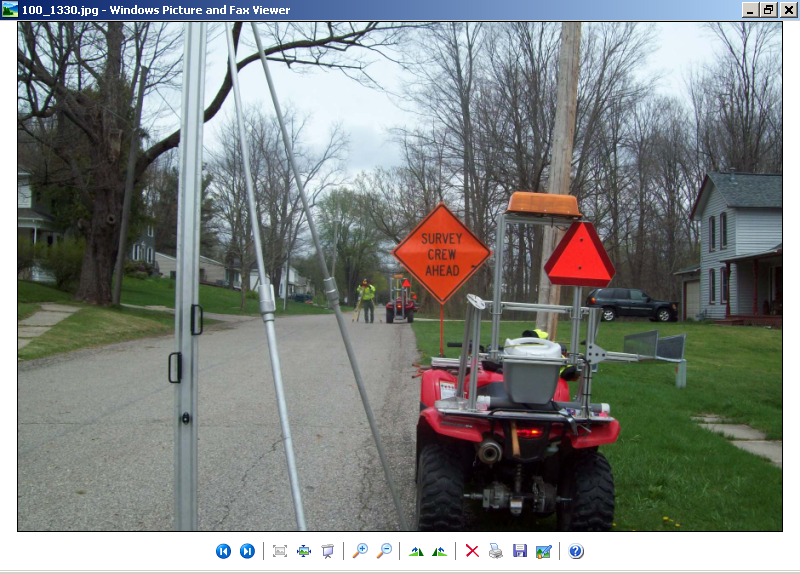 100_1330.jpg - Windows Picture and Fax Viewer
SURVEY
CREW
AHEAD